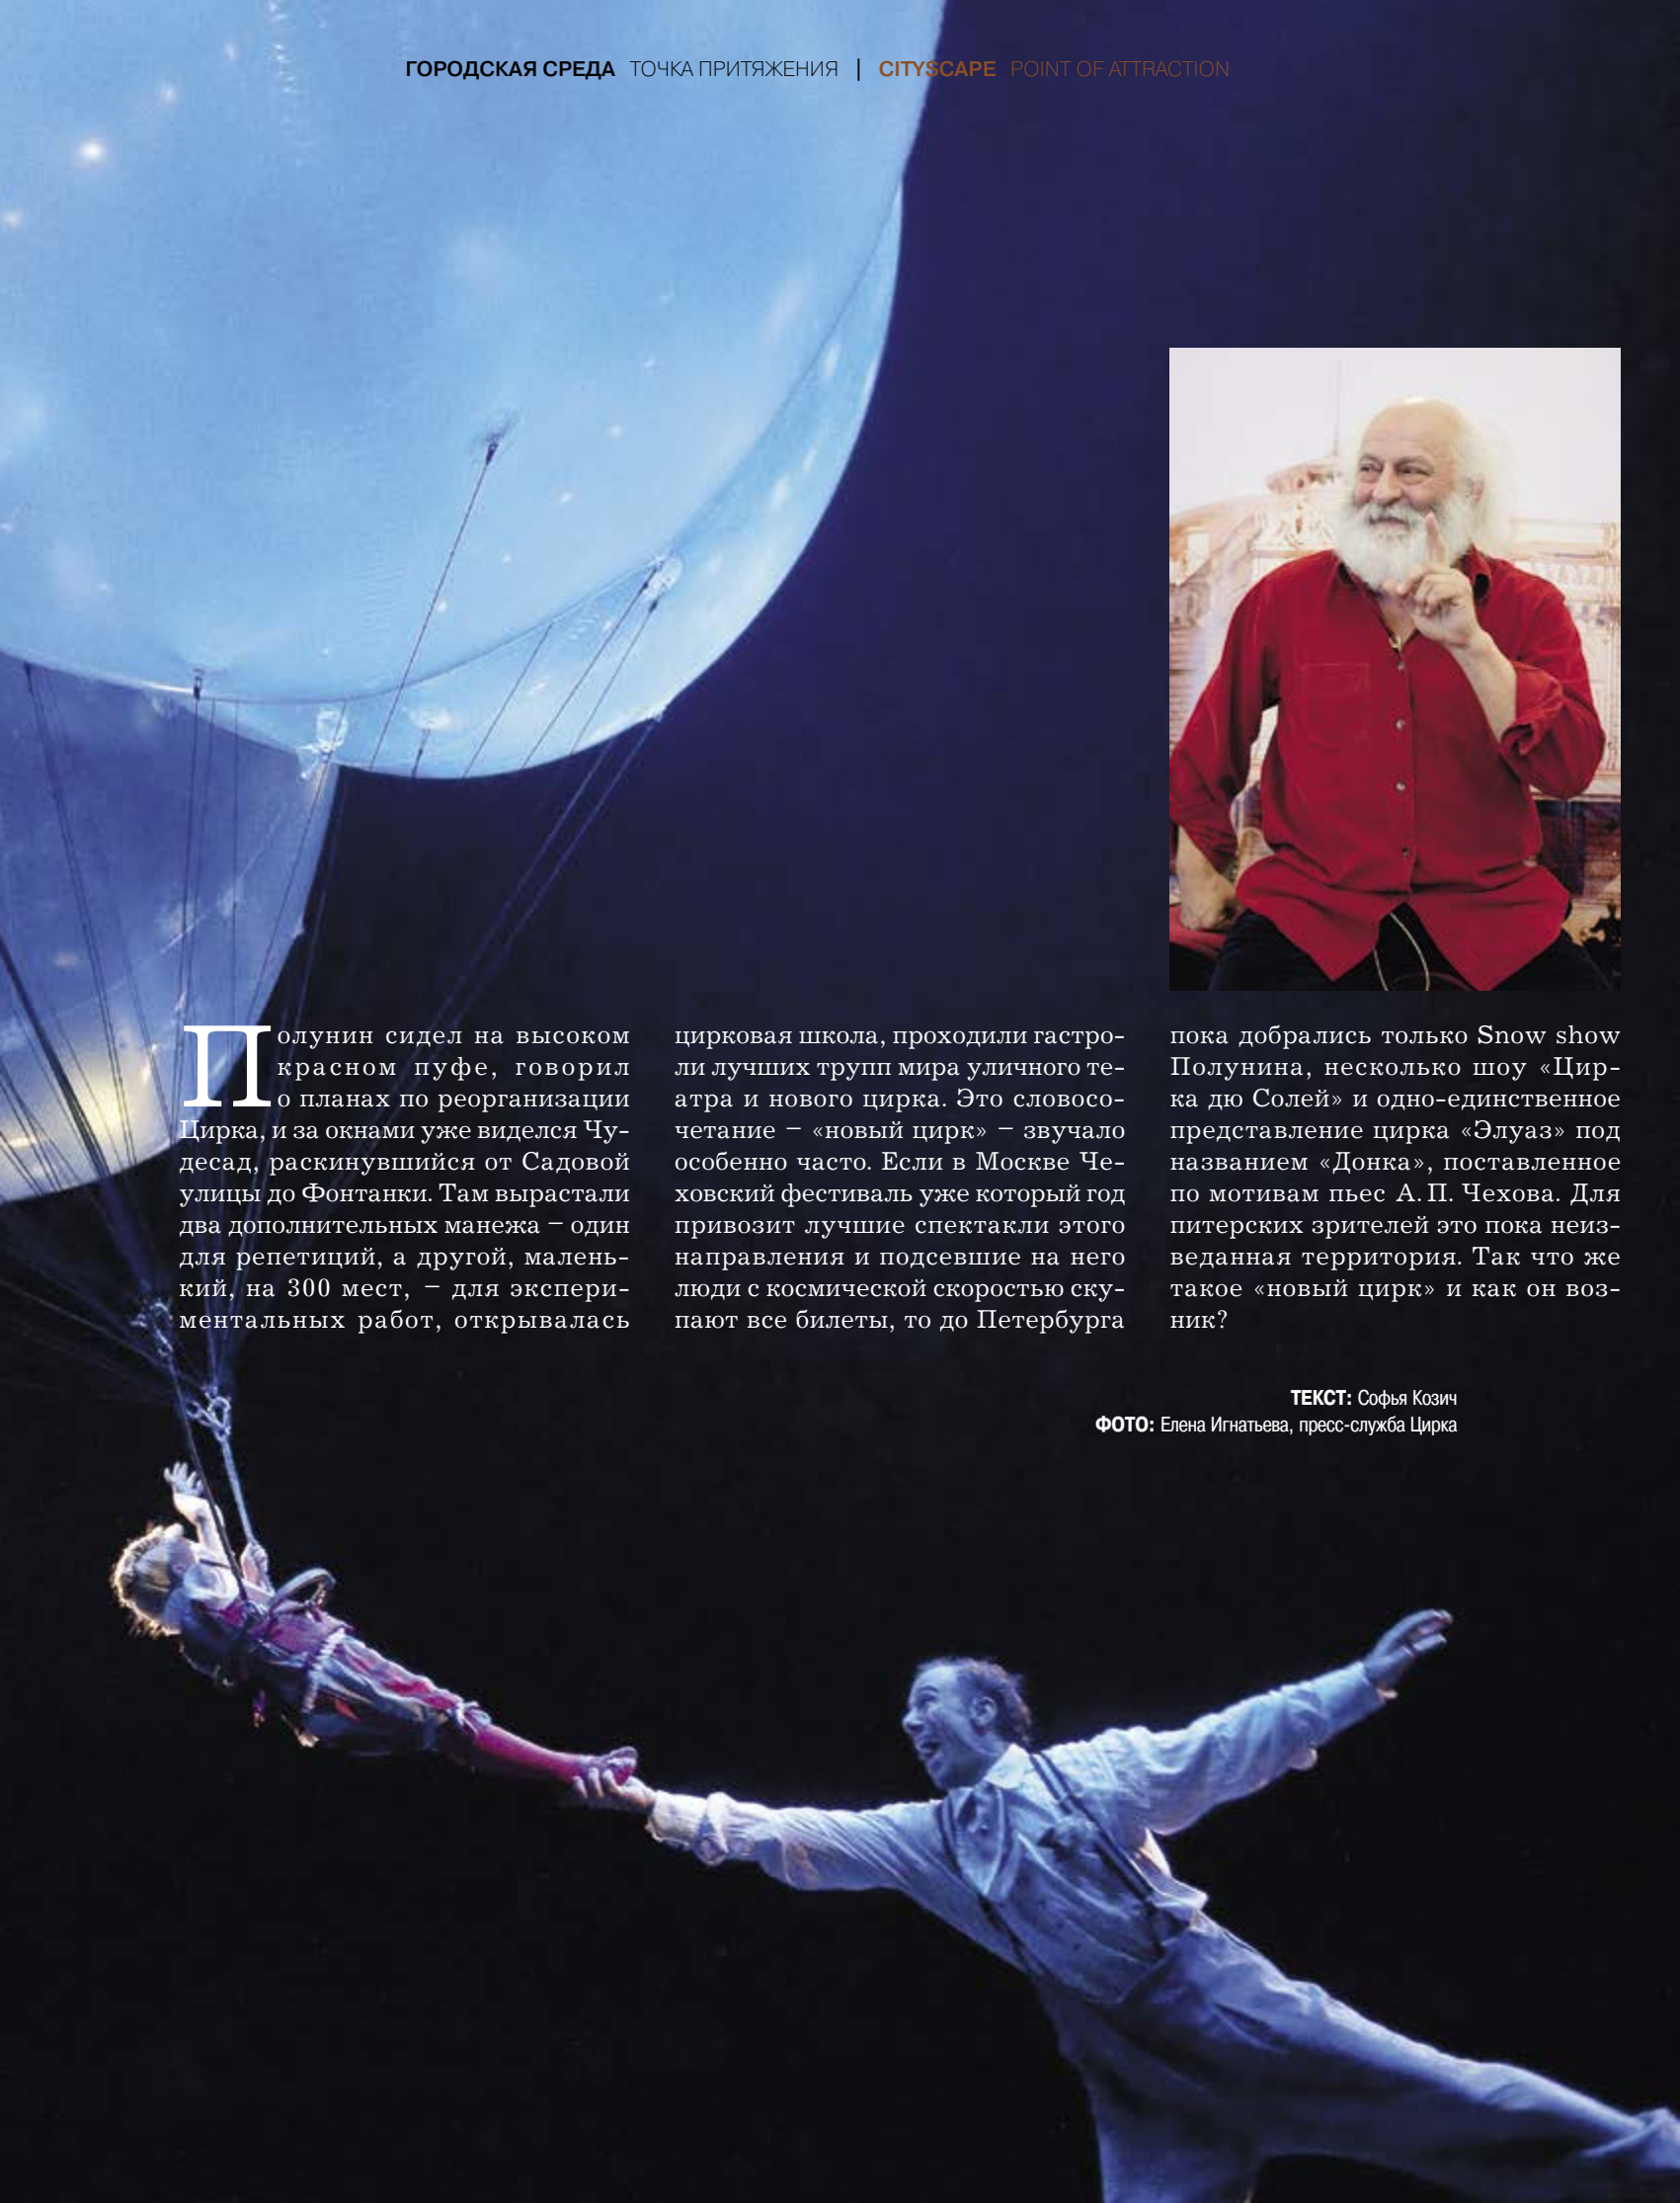 ГОРОДСКАЯ СРЕДА ТОЧКА ПРИТЯЖЕНИЯ | CITYSCAPE POINT OF ATTRACTION
Полунин сидел на высоком
красном пуфе, говорил
о планах по реорганизации
Цирка, и за окнами уже виделся Чу-
десад, раскинувшийся от Садовой
улицы до Фонтанки. Там вырастали
два дополнительных манежа – один
для репетиций, а другой, малень-
кий, на 300 мест, – для экспери-
ментальных работ, открывалась
цирковая школа, проходили гастро-
ли лучших трупп мира уличного те-
атра и нового цирка. Это словосо-
четание – «новый цирк» – звучало
особенно часто. Если в Москве Че-
ховский фестиваль уже который год
привозит лучшие спектакли этого
направления и подсевшие на него
люди с космической скоростью ску-
пают все билеты, то до Петербурга
пока добрались только Snow show
Полунина, несколько шоу «Цир-
ка дю Солей» и одно-единственное
представление цирка «Элуаз» под
названием «Донка», поставленное
по мотивам пьес А. П. Чехова. Для
питерских зрителей это пока неиз-
веданная территория. Так что же
такое «новый цирк» и как он воз-
ник?
ТЕКСТ: Софья Козич
ФОТО: Елена Игнатьева, пресс-служба Цирка